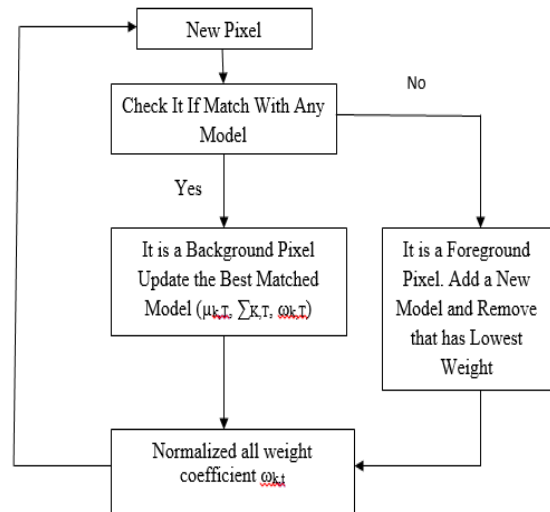 New Pixel
Check It If Match With Any
Model
No
Yes
It is a Background Pixel
Update the Best Matched
Model (μk,T, ∑K,T, ωk,T)
It is a Foreground
Pixel. Add a New
Model and Remove
that has Lowest
Weight
Normalized all weight
coefficient ωk,t